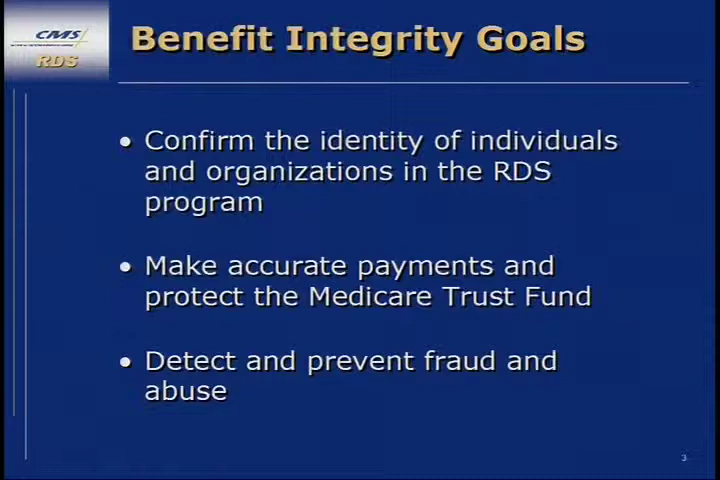 CMS
RDS
Benefit Integrity Goals
• Confirm the identity of individuals
and organizations in the RDS
program
• Make accurate payments and
protect the Medicare Trust Fund
• Detect and prevent fraud and
abuse
3